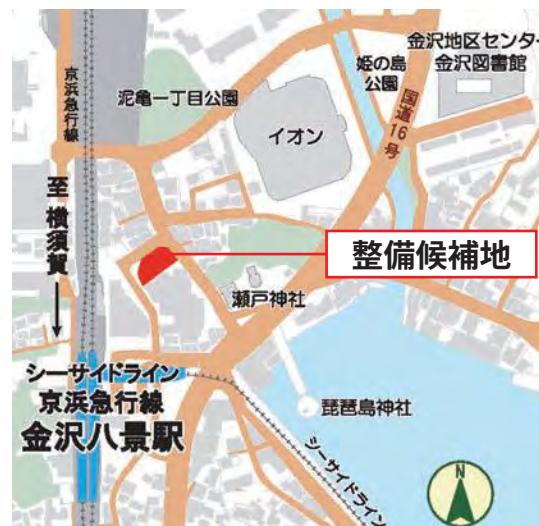 金沢地区センター
金沢図書館
姫の島
公園
国道16号
京浜急行線
泥亀一丁目公園
イオン
至 横須賀
整備候補地
瀬戸神社
シーサイドライン
京浜急行線
金沢八景駅
琵琶島神社
シーサイドライン
N